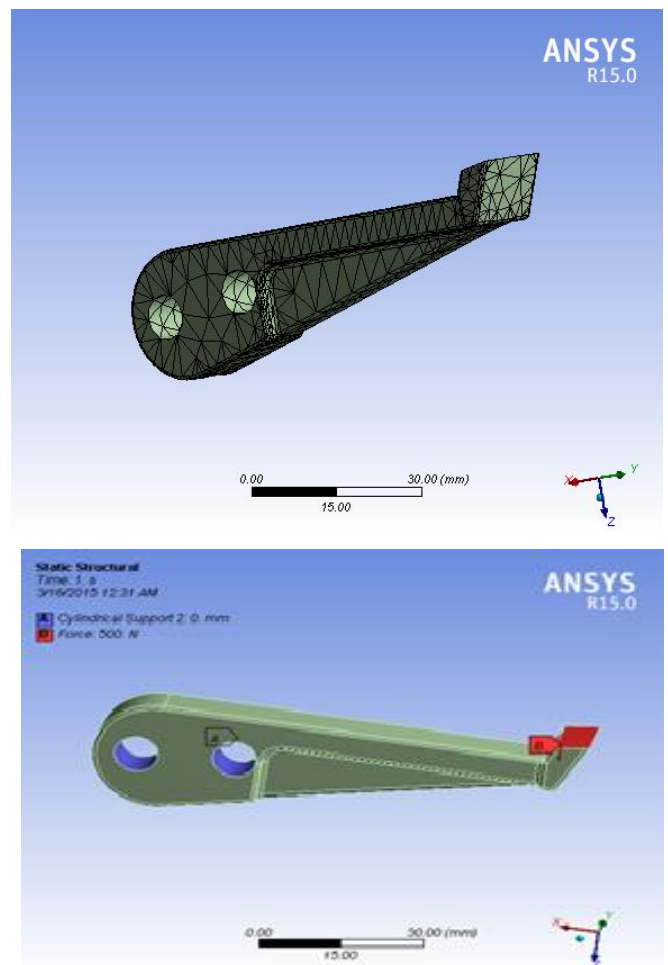 ANSYS
R15.0
0.00 30.00 (mm)
15.00
X Y
Z
Static Structural
Time: 1. s
3/16/2015 12:31 AM
ANSYS
R15.0
A Cylindrical Support 2: 0. mm
B Force: 500. N
A
B
0.00 30.00 (mm)
15.00
X Y
Z